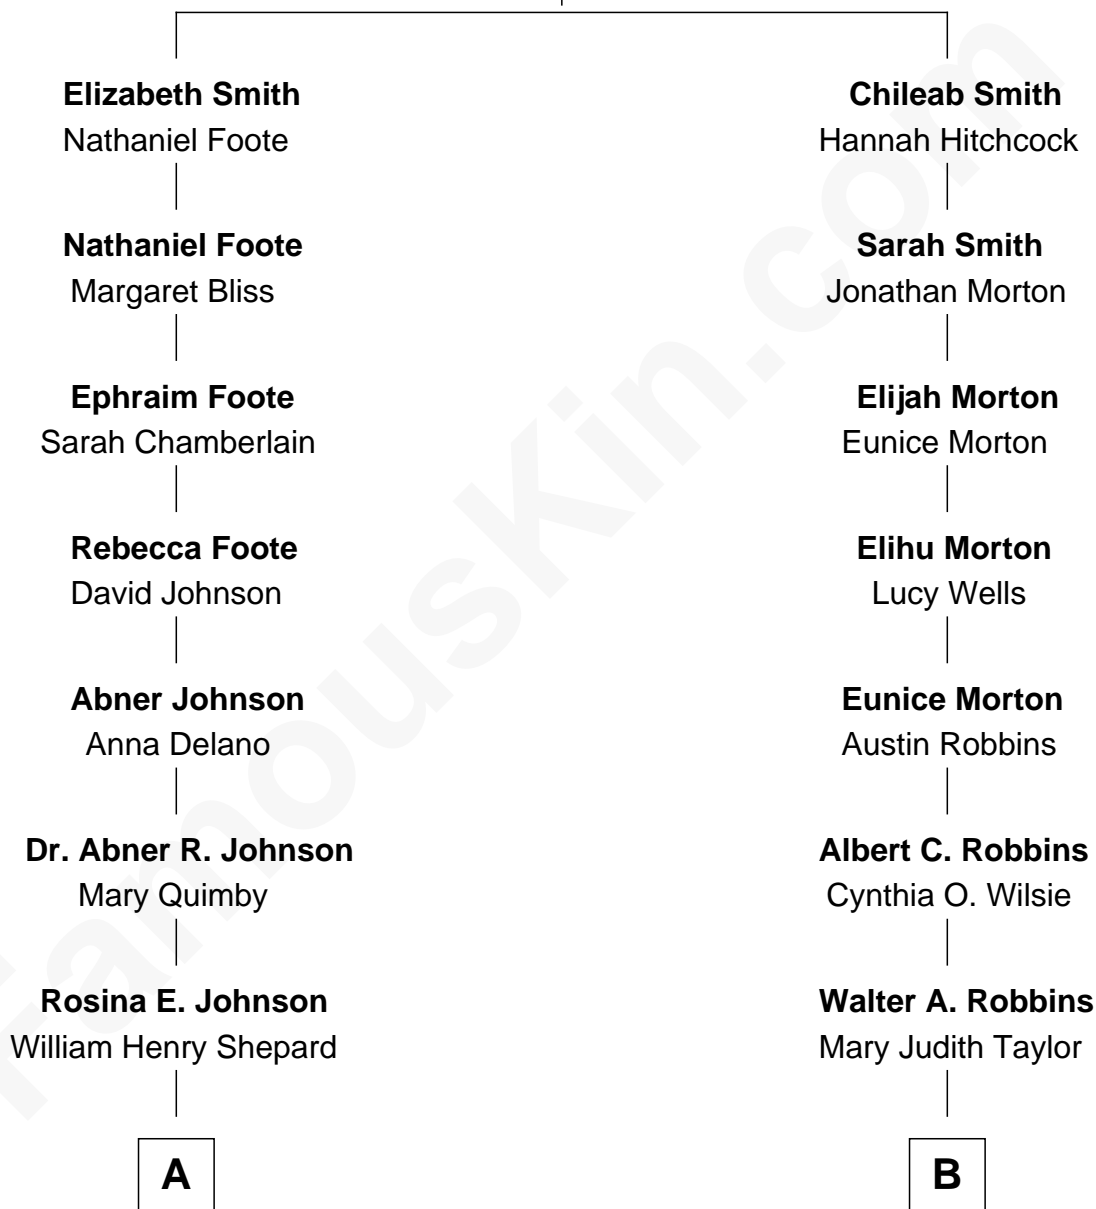 Elizabeth Smith
Nathaniel Foote
Nathaniel Foote
Margaret Bliss
Ephraim Foote
Sarah Chamberlain
Rebecca Foote
David Johnson
Abner Johnson
Anna Delano
Dr. Abner R. Johnson
Mary Quimby
Rosina E. Johnson
William Henry Shepard
A
Chileab Smith
Hannah Hitchcock
Sarah Smith
Jonathan Morton
Elijah Morton
Eunice Morton
Elihu Morton
Lucy Wells
Eunice Morton
Austin Robbins
Albert C. Robbins
Cynthia O. Wilsie
Walter A. Robbins
Mary Judith Taylor
B
FamousKin.com